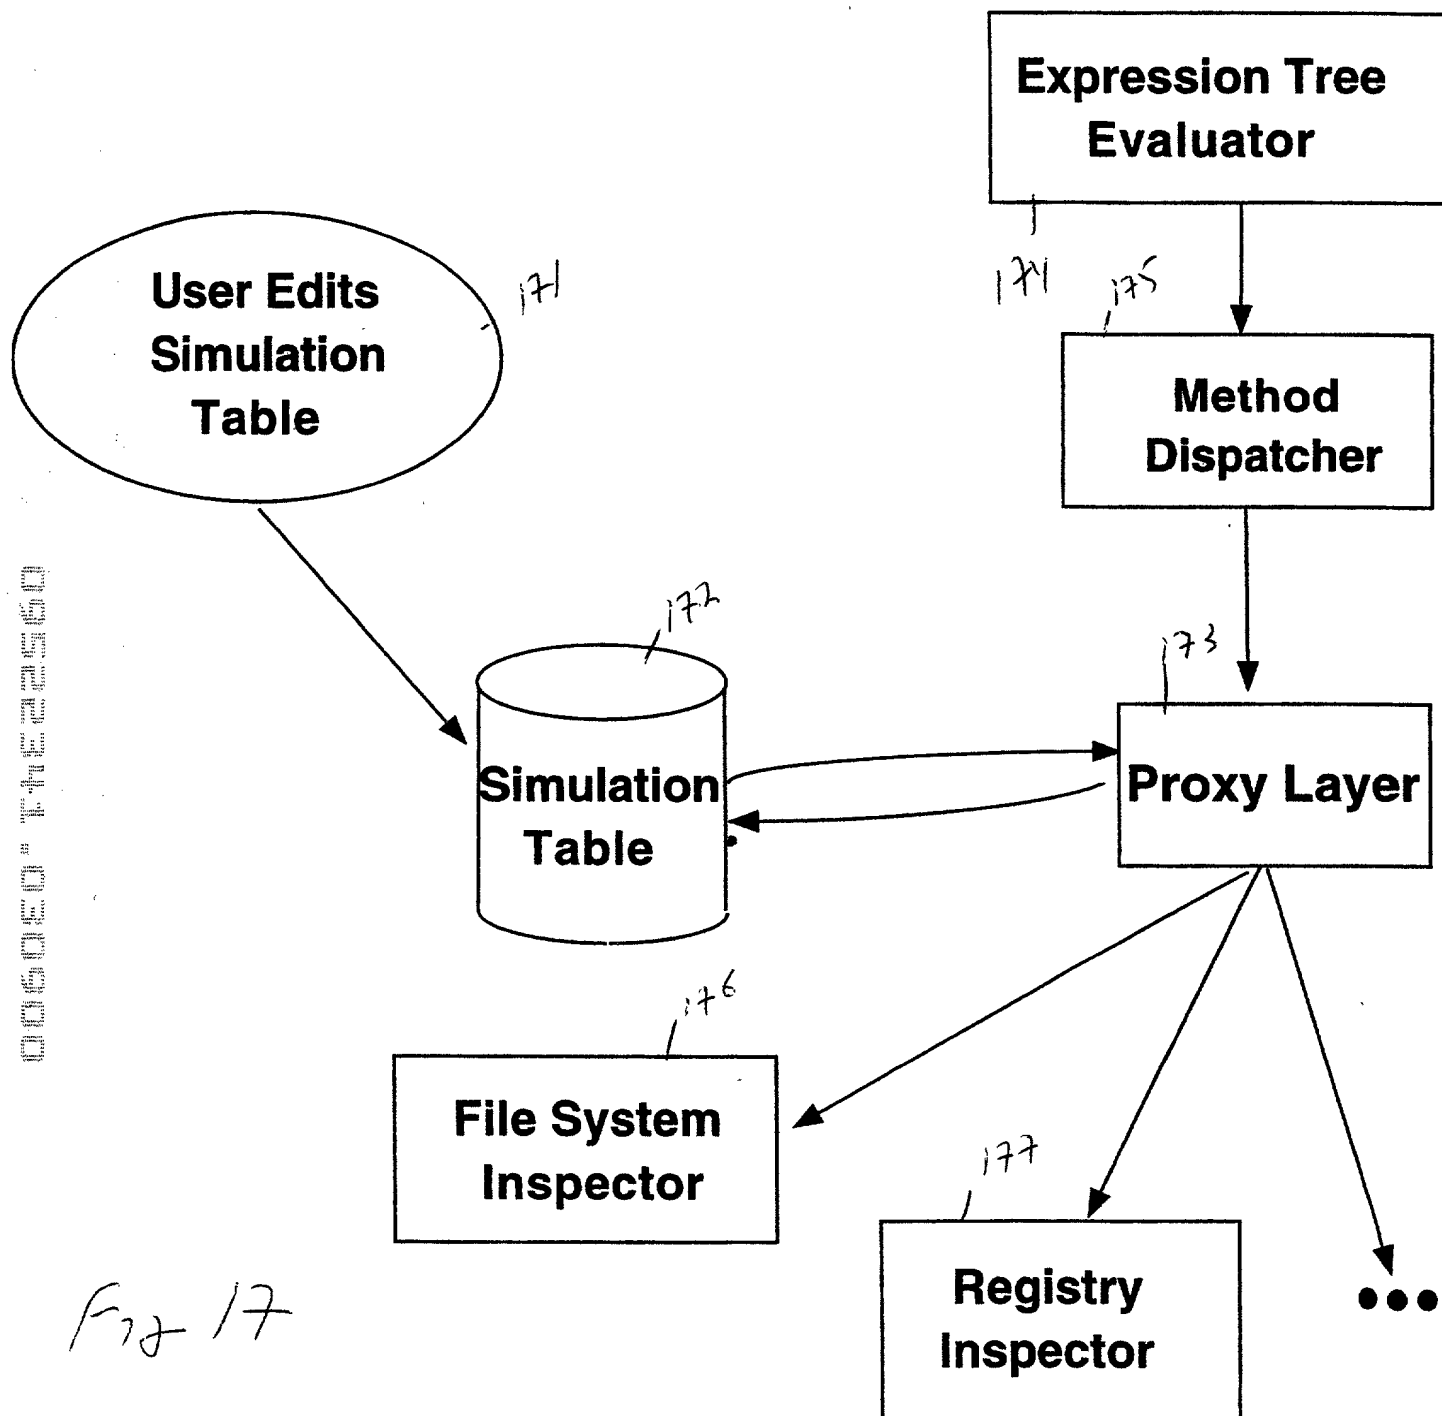 Expression Tree
Evaluator
174
175
User Edits
Simulation
Table
171
Method
Dispatcher
172
173
Simulation
Table
Proxy Layer
176
File System
Inspector
177
Registry
Inspector
Fig 17